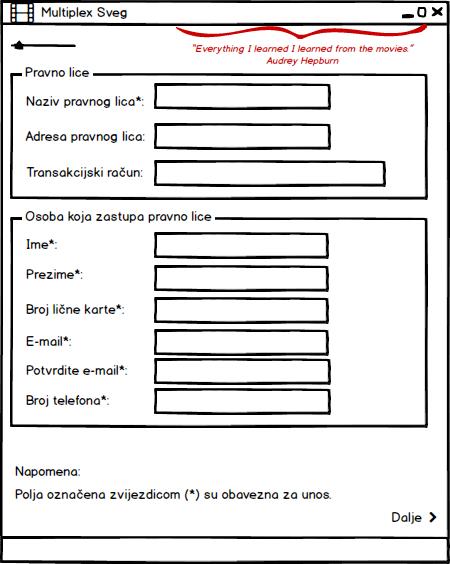 Multiplex Sveg
"Everything I learned I learned from the movies."
Audrey Hepburn
Pravno lice
Naziv pravnog lica*:
Adresa pravnog lica:
Transakcijski račun:
Osoba koja zastupa pravno lice
Ime*:
Prezime*:
Broj lične karte*:
E-mail*:
Potvrdite e-mail*:
Broj telefona*:
Napomena:
Polja označena zvijezdicom (*) su obavezna za unos.
Dalje